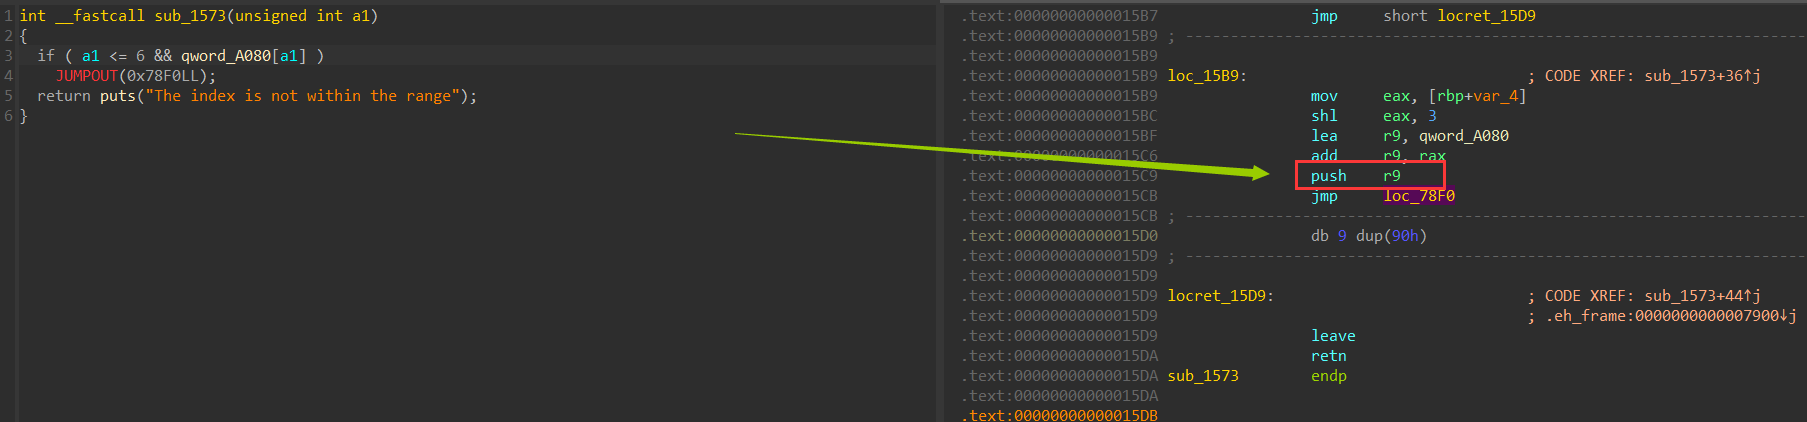 1 int __fastcall sub_1573(unsigned int a1)
2 {
3   if ( a1 <= 6 && qword_A080[a1] )
4     JUMPOUT(0x78F0LL);
5   return puts("The index is not within the range");
6 }
.text:00000000000015B7                 jmp     short locret_15D9
.text:00000000000015B9 ; ---------------------------------------------------------------------------
.text:00000000000015B9
.text:00000000000015B9 loc_15B9:                               ; CODE XREF: sub_1573+36↑j
.text:00000000000015B9                 mov     eax, [rbp+var_4]
.text:00000000000015BC                 shl     eax, 3
.text:00000000000015BF                 lea     r9, qword_A080
.text:00000000000015C6                 add     r9, rax
.text:00000000000015C9                 push    r9
.text:00000000000015CB                 jmp     loc_78F0
.text:00000000000015CB ; ---------------------------------------------------------------------------
.text:00000000000015D0                 db 9 dup(90h)
.text:00000000000015D9 ; ---------------------------------------------------------------------------
.text:00000000000015D9
.text:00000000000015D9 locret_15D9:                            ; CODE XREF: sub_1573+44↑j
.text:00000000000015D9                                         ; .eh_frame:0000000000007900↓j
.text:00000000000015D9                 leave
.text:00000000000015DA                 retn
.text:00000000000015DA sub_1573        endp
.text:00000000000015DA
.text:00000000000015DB